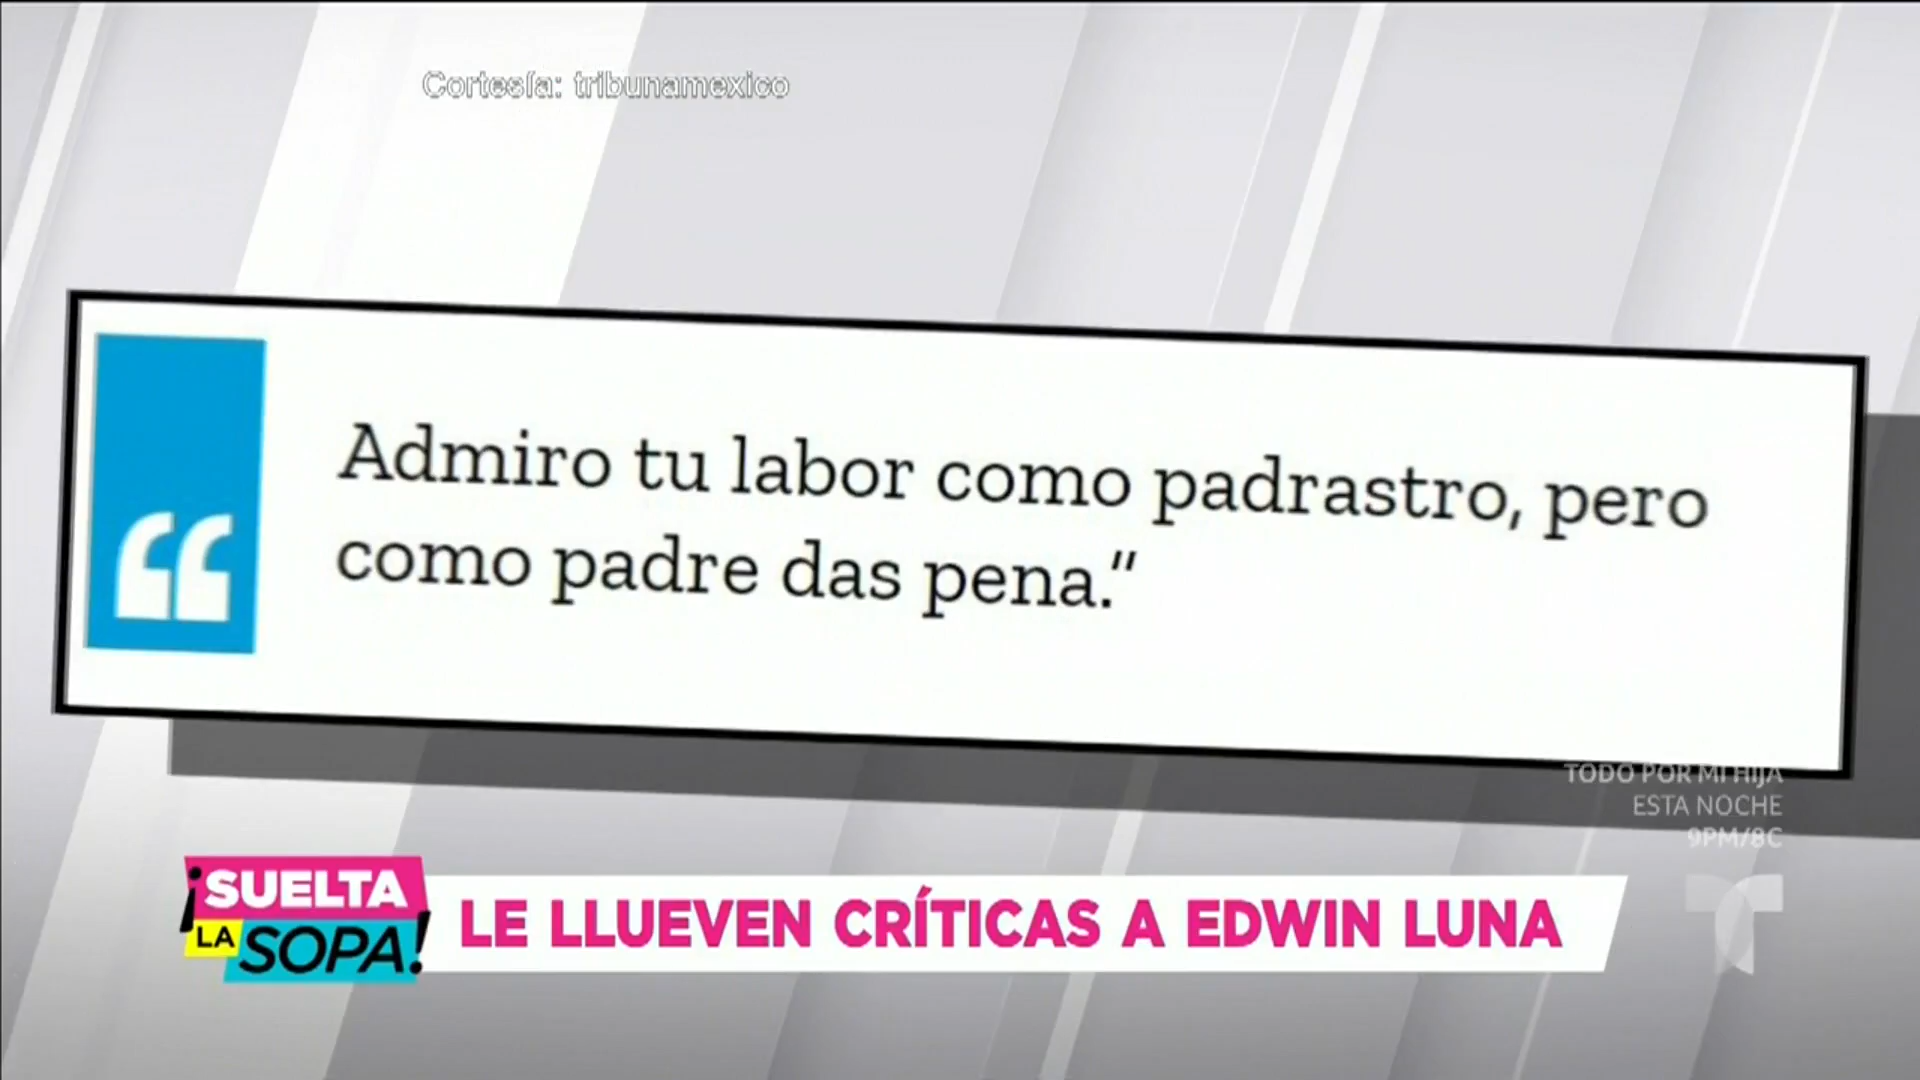 Cortesía: tribunamexico
Admiro tu labor como padrastro, pero
como padre das pena.”
TODO POR MI HIJA
ESTA NOCHE
9PM/8C
¡SUELTA
LA SOPA!
LE LLUEVEN CRÍTICAS A EDWIN LUNA